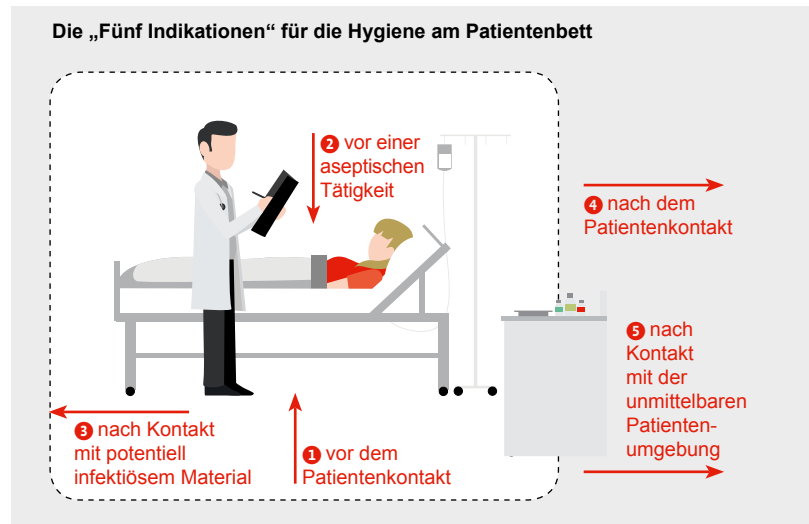 Die „Fünf Indikationen“ für die Hygiene am Patientenbett
2 vor einer
aseptischen
Tätigkeit
4 nach dem
Patientenkontakt
5 nach
Kontakt
mit der
unmittelbaren
Patienten-
umgebung
3 nach Kontakt
mit potentiell
infektiösem Material
1 vor dem
Patientenkontakt